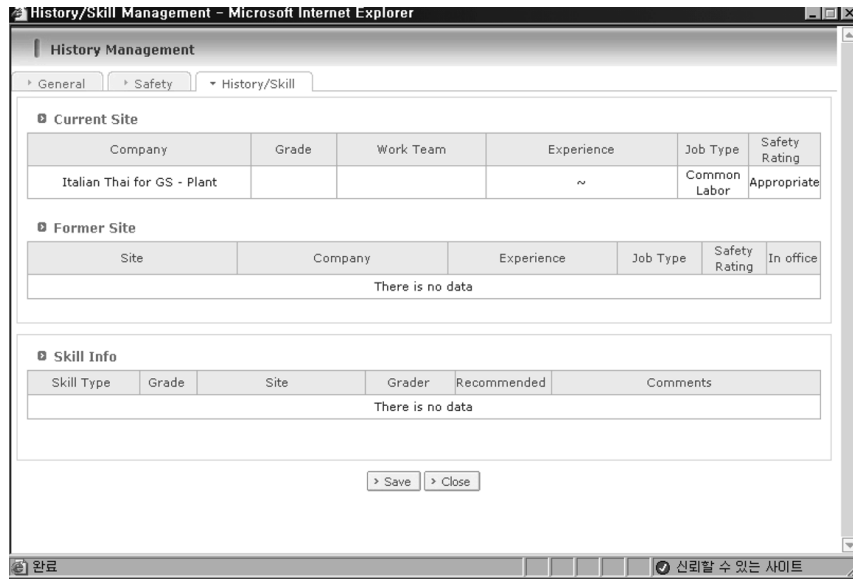 History/Skill Management - Microsoft Internet Explorer
History Management
General Safety History/Skill
Current Site
Company Grade Work Team Experience Job Type Safety Rating
Italian Thai for GS - Plant ~ Common Labor Appropriate
Former Site
Site Company Experience Job Type Safety Rating In office
There is no data
Skill Info
Skill Type Grade Site Grader Recommended Comments
There is no data
Save Close
완료 신뢰할 수 있는 사이트